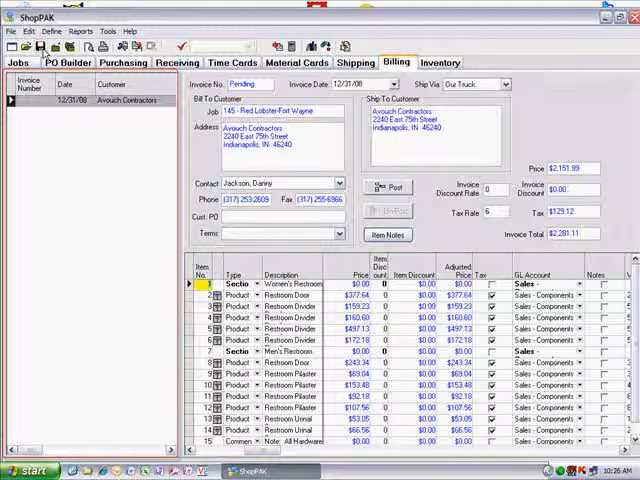 ShopPAK
File Edit Define Reports Tools Help
Jobs PO Builder Purchasing Receiving Time Cards Material Cards Shipping Billing Inventory
Invoice Number Date Customer
12/31/08 Avouch Contractors
Invoice No. Pending Invoice Date 12/31/08 Ship Via Our Truck
Bill To Customer
Job 145 - Red Lobster-Fort Wayne
Address Avouch Contractors
2240 East 75th Street
Indianapolis, IN 46240
Contact Jackson, Danny
Phone (317) 253-2609 Fax (317) 255-6966
Cust. PO
Terms
Ship To Customer
Avouch Contractors
2240 East 75th Street
Indianapolis, IN 46240
Post
UnPost
Item Notes
Price $2,151.99
Invoice Discount Rate 0 Invoice Discount $0.00
Tax Rate 6 Tax $129.12
Invoice Total $2,281.11
Item No. Type Description Price Item Disc ount Item Discount Adjusted Price Tax GL Account Notes
1 Sectio Women's Restroom $0.00 0 $0.00 $0.00 Sales -
2 Product Restroom Door $377.64 0 $0.00 $377.64 Sales - Components
3 Product Restroom Divider $159.23 0 $0.00 $159.23 Sales - Components
4 Product Restroom Divider $160.60 0 $0.00 $160.60 Sales - Components
5 Product Restroom Divider $497.13 0 $0.00 $497.13 Sales - Components
6 Product Restroom Divider $172.18 0 $0.00 $172.18 Sales - Components
7 Sectio Men's Restroom $0.00 0 $0.00 $0.00 Sales -
8 Product Restroom Door $243.34 0 $0.00 $243.34 Sales - Components
9 Product Restroom Pilaster $69.04 0 $0.00 $69.04 Sales - Components
10 Product Restroom Pilaster $153.48 0 $0.00 $153.48 Sales - Components
11 Product Restroom Pilaster $92.18 0 $0.00 $92.18 Sales - Components
12 Product Restroom Pilaster $107.56 0 $0.00 $107.56 Sales - Components
13 Product Restroom Urinal $53.05 0 $0.00 $53.05 Sales - Components
14 Product Restroom Urinal $66.56 0 $0.00 $66.56 Sales - Components
15 Commen Note: All Hardware $0.00 0 $0.00 $0.00 Sales - Components
start ShopPAK 10:26 AM